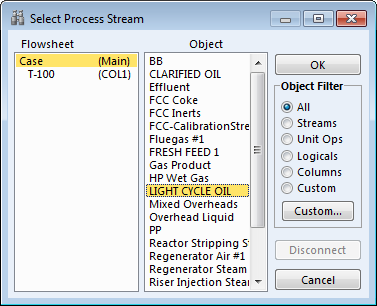 Select Process Stream
Flowsheet
Object
Case (Main)
T-100 (COL1)
BB
CLARIFIED OIL
Effluent
FCC Coke
FCC Inerts
FCC-CalibrationStre
Fluegas #1
FRESH FEED 1
Gas Product
HP Wet Gas
LIGHT CYCLE OIL
Mixed Overheads
Overhead Liquid
PP
Reactor Stripping St
Regenerator Air #1
Regenerator Steam
Riser Injection Stear
OK
Object Filter
All
Streams
Unit Ops
Logicals
Columns
Custom
Custom...
Disconnect
Cancel